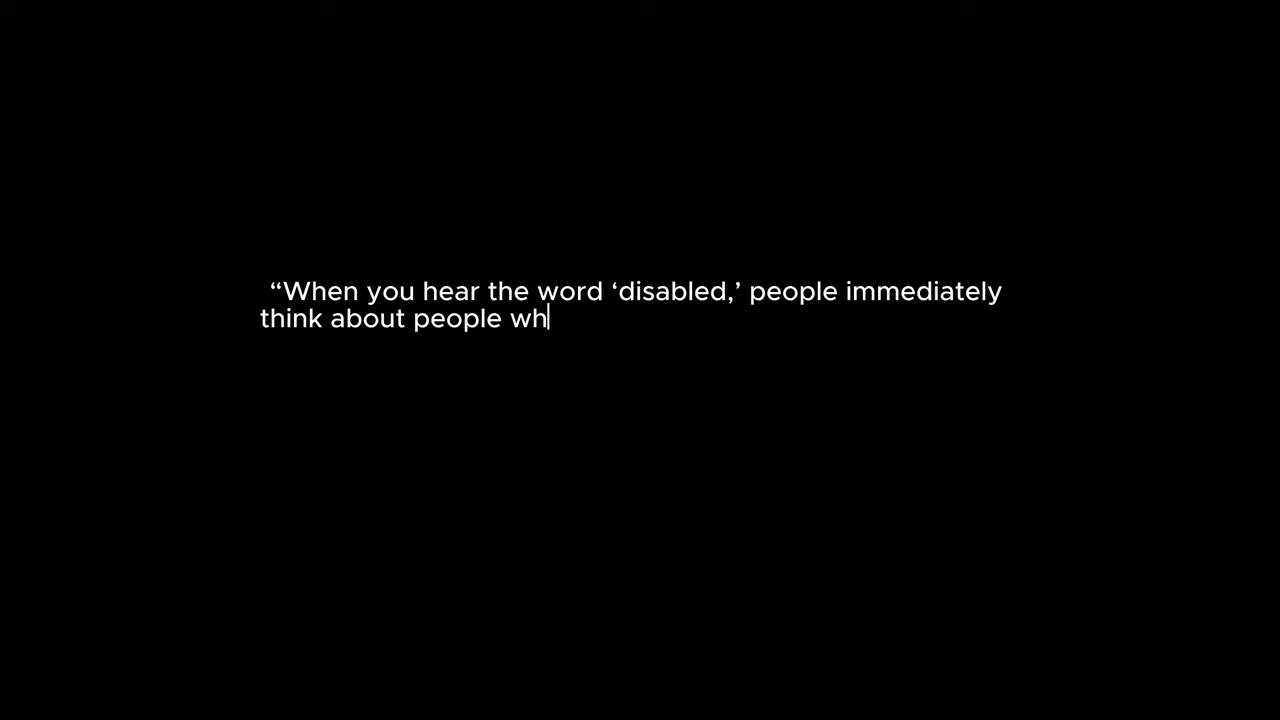 “When you hear the word ‘disabled,’ people immediately
think about people wh